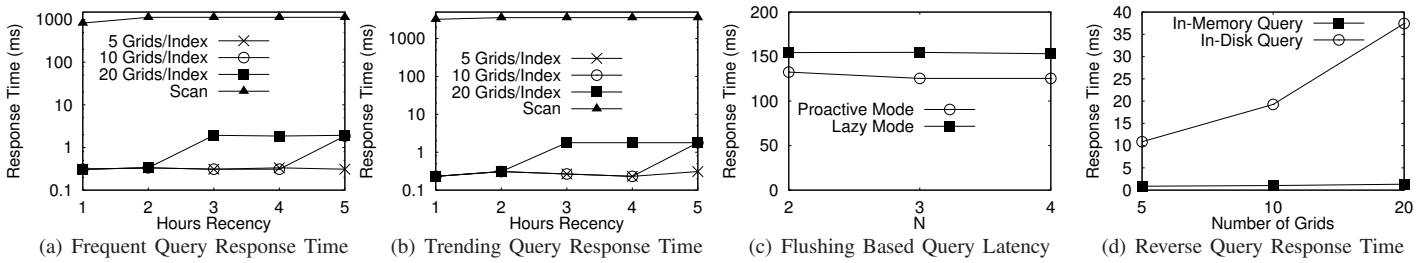 Response Time (ms)
1000
100
10
1
0.1
5 Grids/Index
10 Grids/Index
20 Grids/Index
Scan
1 2 3 4 5
Hours Recency
(a) Frequent Query Response Time
Response Time (ms)
1000
100
10
1
0.1
5 Grids/Index
10 Grids/Index
20 Grids/Index
Scan
1 2 3 4 5
Hours Recency
(b) Trending Query Response Time
Response Time (ms)
200
150
100
50
0
Proactive Mode
Lazy Mode
2 3 4
N
(c) Flushing Based Query Latency
Response Time (ms)
40
35
30
25
20
15
10
5
0
In-Memory Query
In-Disk Query
5 10 20
Number of Grids
(d) Reverse Query Response Time